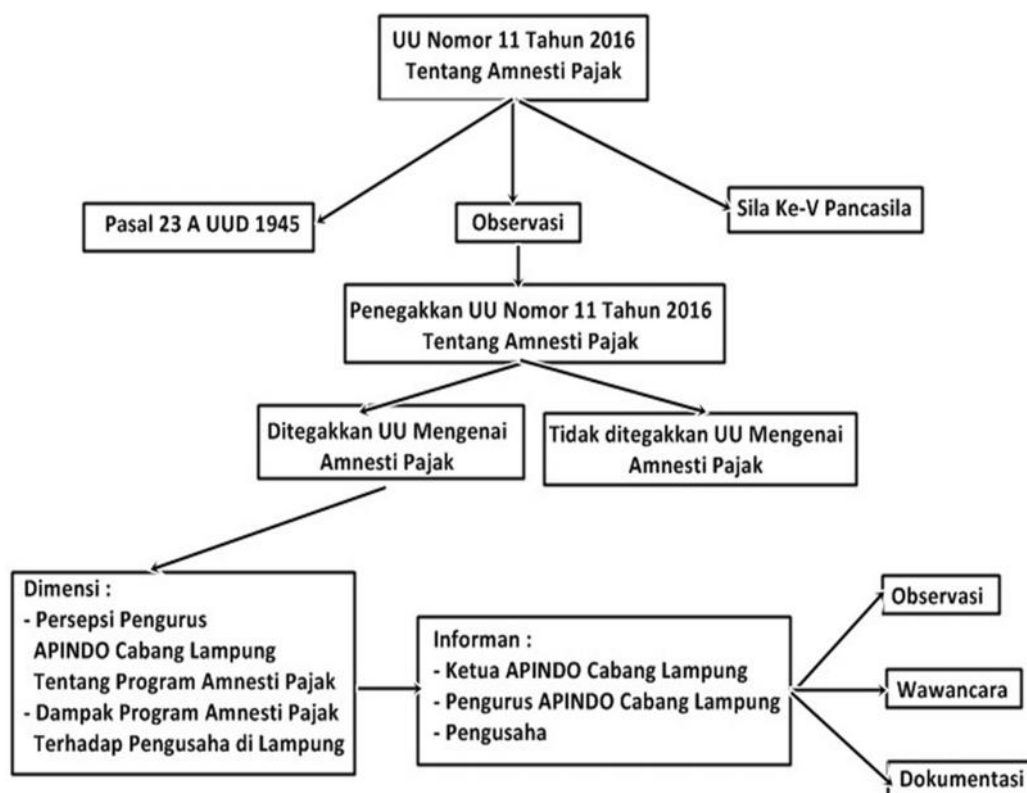 UU Nomor 11 Tahun 2016
Tentang Amnesti Pajak
Pasal 23 A UUD 1945
Observasi
Sila Ke-V Pancasila
Penegakkan UU Nomor 11 Tahun 2016
Tentang Amnesti Pajak
Ditegakkan UU Mengenai
Amnesti Pajak
Tidak ditegakkan UU Mengenai
Amnesti Pajak
Dimensi :
- Persepsi Pengurus
APINDO Cabang Lampung
Tentang Program Amnesti Pajak
- Dampak Program Amnesti Pajak
Terhadap Pengusaha di Lampung
Informan :
- Ketua APINDO Cabang Lampung
- Pengurus APINDO Cabang Lampung
- Pengusaha
Observasi
Wawancara
Dokumentasi